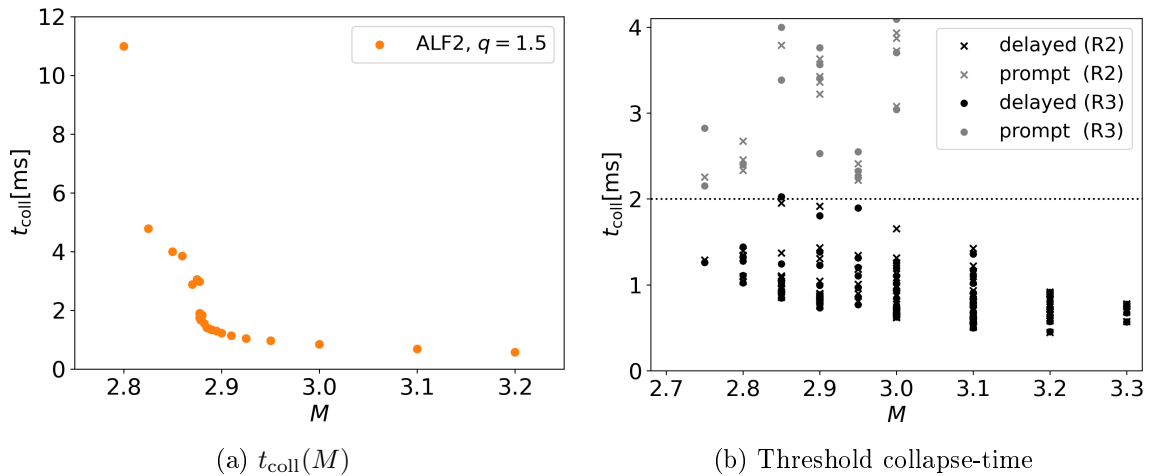 12
10
8
6
4
2
0
t_coll[ms]
ALF2, q = 1.5
2.8 2.9 3.0 3.1 3.2
M
(a) t_coll(M)
4
3
2
1
0
t_coll[ms]
delayed (R2)
prompt (R2)
delayed (R3)
prompt (R3)
2.7 2.8 2.9 3.0 3.1 3.2 3.3
M
(b) Threshold collapse-time